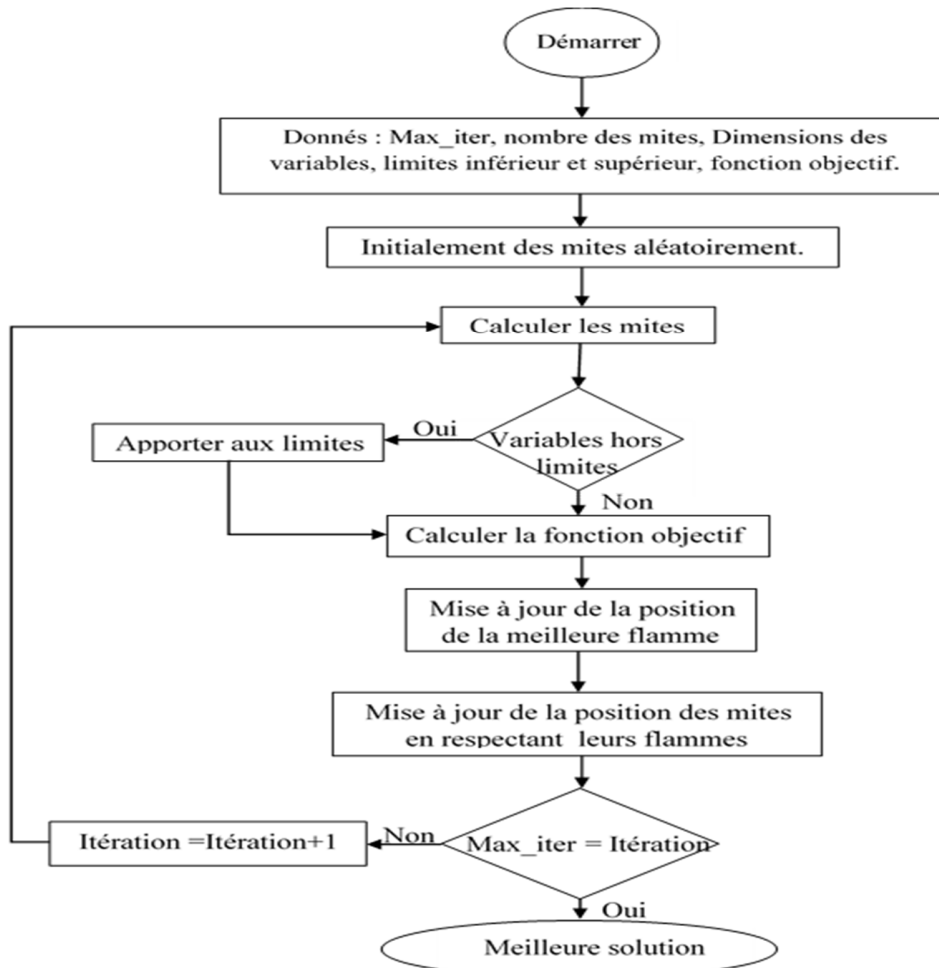 Démarrer
Donnés : Max_iter, nombre des mites, Dimensions des
variables, limites inférieur et supérieur, fonction objectif.
Initialement des mites aléatoirement.
Calculer les mites
Variables hors
limites
Oui
Apporter aux limites
Non
Calculer la fonction objectif
Mise à jour de la position
de la meilleure flamme
Mise à jour de la position des mites
en respectant leurs flammes
Max_iter = Itération
Non
Itération =Itération+1
Oui
Meilleure solution